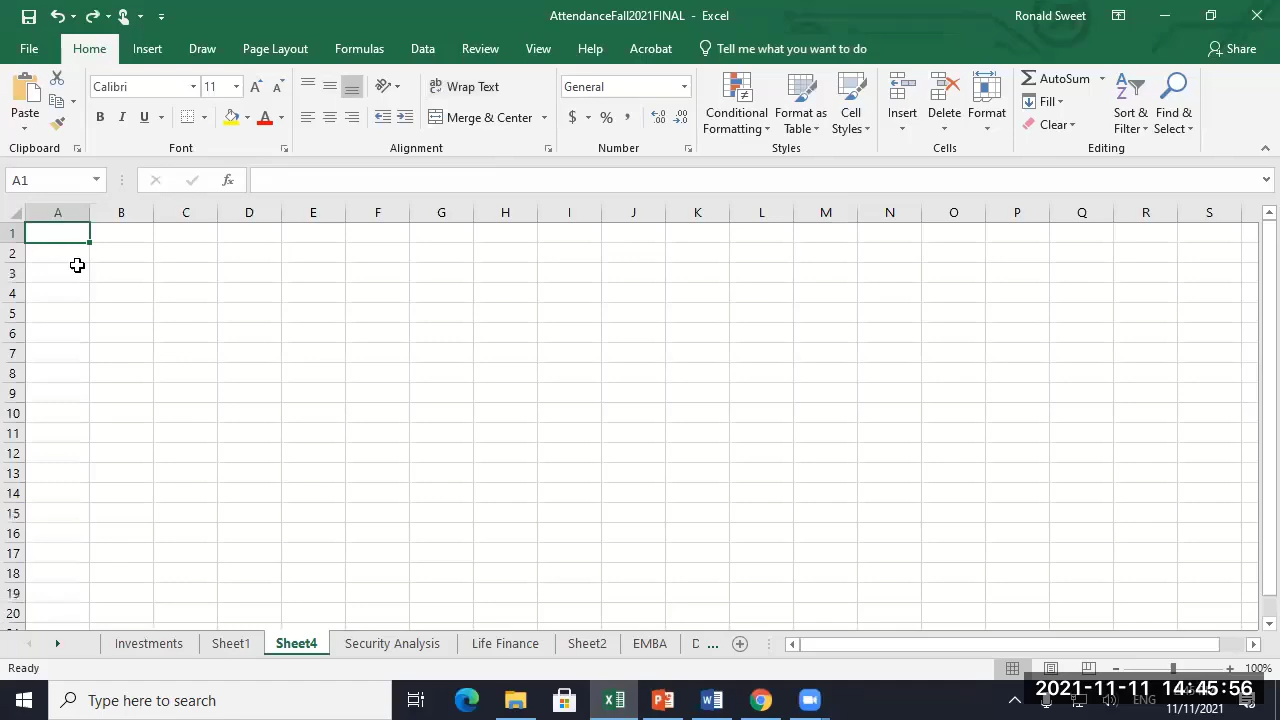 AttendanceFall2021FINAL - Excel
Ronald Sweet
File Home Insert Draw Page Layout Formulas Data Review View Help Acrobat Tell me what you want to do Share
Paste
Calibri 11
B I U A
Wrap Text
Merge & Center
General
$ % ,
Conditional Formatting
Format as Table
Cell Styles
Insert Delete Format
AutoSum
Fill
Clear
Sort & Filter
Find & Select
Clipboard Font Alignment Number Styles Cells Editing
A1 fx
A B C D E F G H I J K L M N O P Q R S
1
2
3
4
5
6
7
8
9
10
11
12
13
14
15
16
17
18
19
20
Investments Sheet1 Sheet4 Security Analysis Life Finance Sheet2 EMBA D ...
Ready 100%
Type here to search
2021-11-11 14:45:56
ENG
11/11/2021